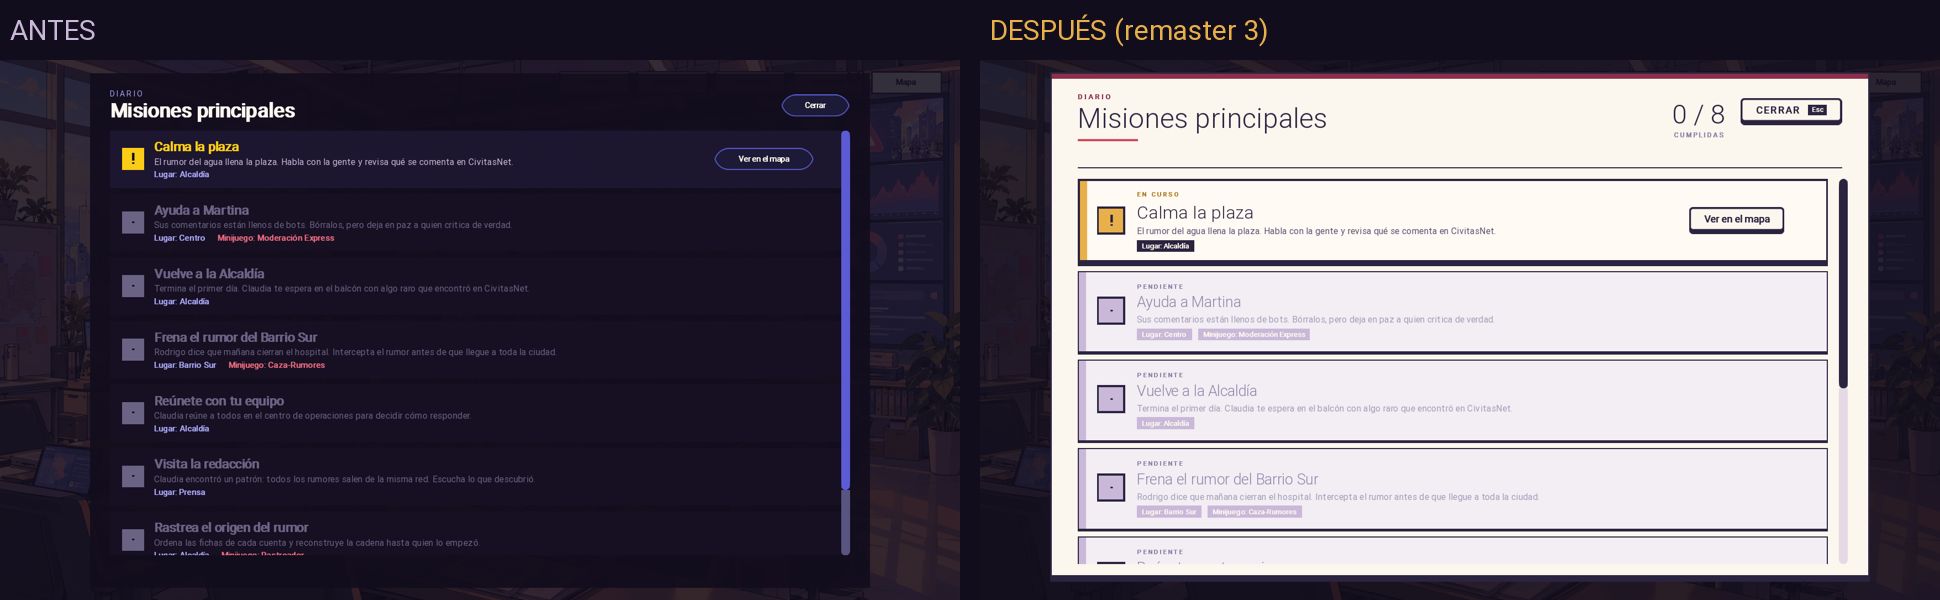 ANTES
DIARIO
Misiones principales
Cerrar
!
Calma la plaza
El rumor del agua llena la plaza. Habla con la gente y revisa qué se comenta en CivitasNet.
Lugar: Alcaldía
Ver en el mapa
Ayuda a Martina
Sus comentarios están llenos de bots. Bórralos, pero deja en paz a quien critica de verdad.
Lugar: Centro Minijuego: Moderación Express
Vuelve a la Alcaldía
Termina el primer día. Claudia te espera en el balcón con algo raro que encontró en CivitasNet.
Lugar: Alcaldía
Frena el rumor del Barrio Sur
Rodrigo dice que mañana cierran el hospital. Intercepta el rumor antes de que llegue a toda la ciudad.
Lugar: Barrio Sur Minijuego: Caza-Rumores
Reúnete con tu equipo
Claudia reúne a todos en el centro de operaciones para decidir cómo responder.
Lugar: Alcaldía
Visita la redacción
Claudia encontró un patrón: todos los rumores salen de la misma red. Escucha lo que descubrió.
Lugar: Prensa
Rastrea el origen del rumor
Ordena las fichas de cada cuenta y reconstruye la cadena hasta quien lo empezó.
Lugar: Alcaldía Minijuego: Rastreador
Mapa
DESPUÉS (remaster 3)
DIARIO
Misiones principales
0 / 8
CUMPLIDAS
CERRAR Esc
Mapa
EN CURSO
!
Calma la plaza
El rumor del agua llena la plaza. Habla con la gente y revisa qué se comenta en CivitasNet.
Lugar: Alcaldía
Ver en el mapa
PENDIENTE
Ayuda a Martina
Sus comentarios están llenos de bots. Bórralos, pero deja en paz a quien critica de verdad.
Lugar: Centro Minijuego: Moderación Express
PENDIENTE
Vuelve a la Alcaldía
Termina el primer día. Claudia te espera en el balcón con algo raro que encontró en CivitasNet.
Lugar: Alcaldía
PENDIENTE
Frena el rumor del Barrio Sur
Rodrigo dice que mañana cierran el hospital. Intercepta el rumor antes de que llegue a toda la ciudad.
Lugar: Barrio Sur Minijuego: Caza-Rumores
PENDIENTE